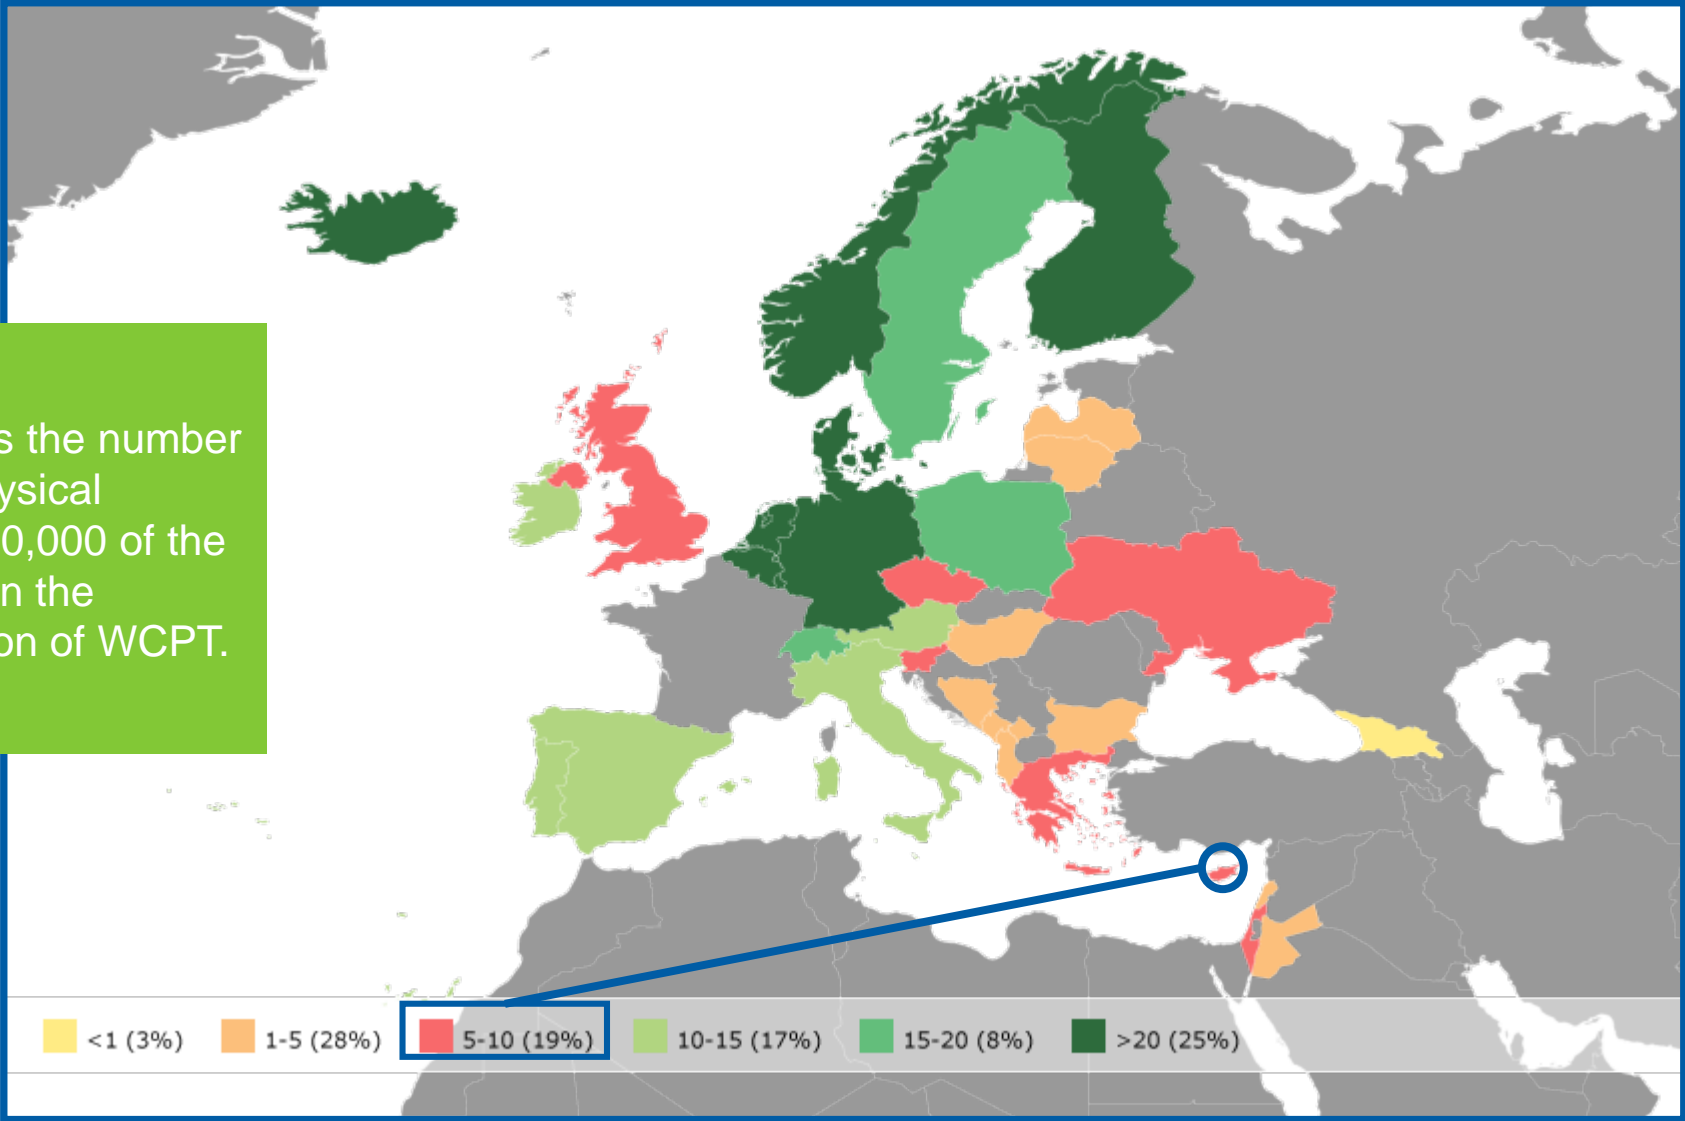 s the number
ysical
0,000 of the
n the
on of WCPT.
<1 (3%) 1-5 (28%) 5-10 (19%) 10-15 (17%) 15-20 (8%) >20 (25%)